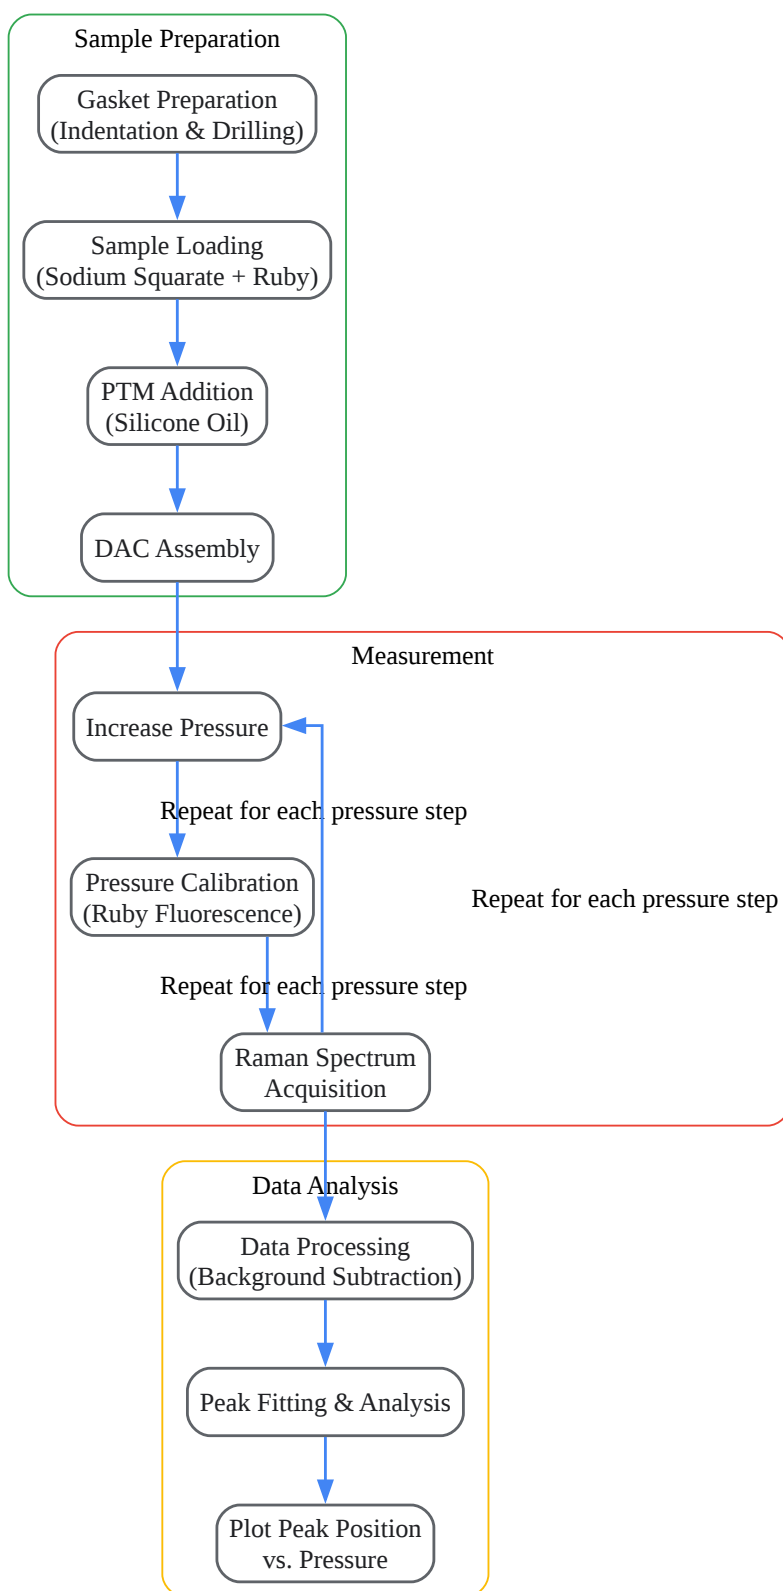 Sample Preparation
Gasket Preparation
(Indentation & Drilling)
Sample Loading
(Sodium Squarate + Ruby)
PTM Addition
(Silicone Oil)
DAC Assembly
Measurement
Increase Pressure
Repeat for each pressure step
Pressure Calibration
(Ruby Fluorescence)
Repeat for each pressure step
Repeat for each pressure step
Raman Spectrum
Acquisition
Data Analysis
Data Processing
(Background Subtraction)
Peak Fitting & Analysis
Plot Peak Position
vs. Pressure